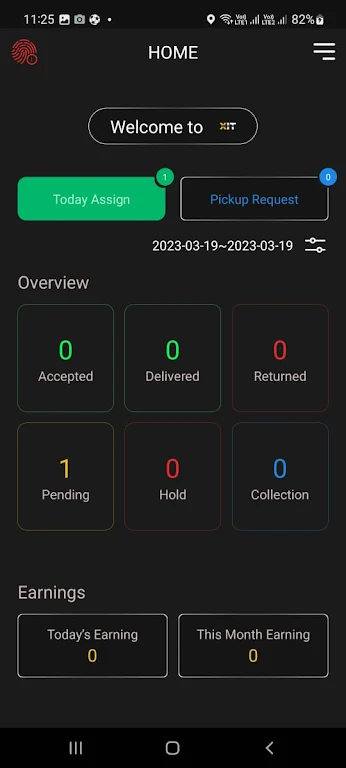 11:25 82%
HOME
Welcome to XIT
1 0
Today Assign Pickup Request
2023-03-19~2023-03-19
Overview
0 0 0
Accepted Delivered Returned
1 0 0
Pending Hold Collection
Earnings
Today's Earning This Month Earning
0 0